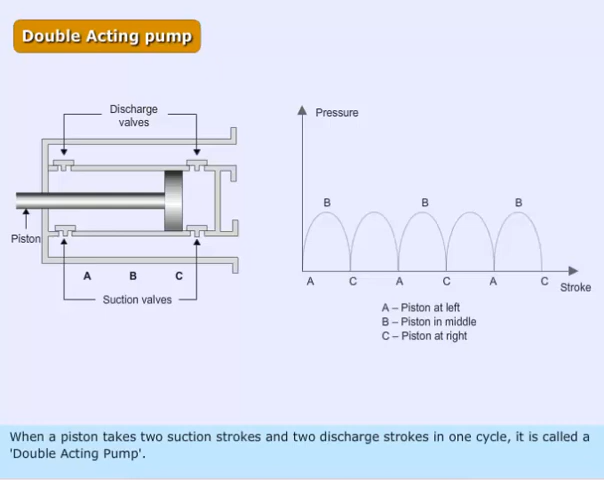 Double Acting pump
Discharge
valves
Piston
A B C
Suction valves
Pressure
B B B
A C A C A C
Stroke
A – Piston at left
B – Piston in middle
C – Piston at right
When a piston takes two suction strokes and two discharge strokes in one cycle, it is called a
'Double Acting Pump'.